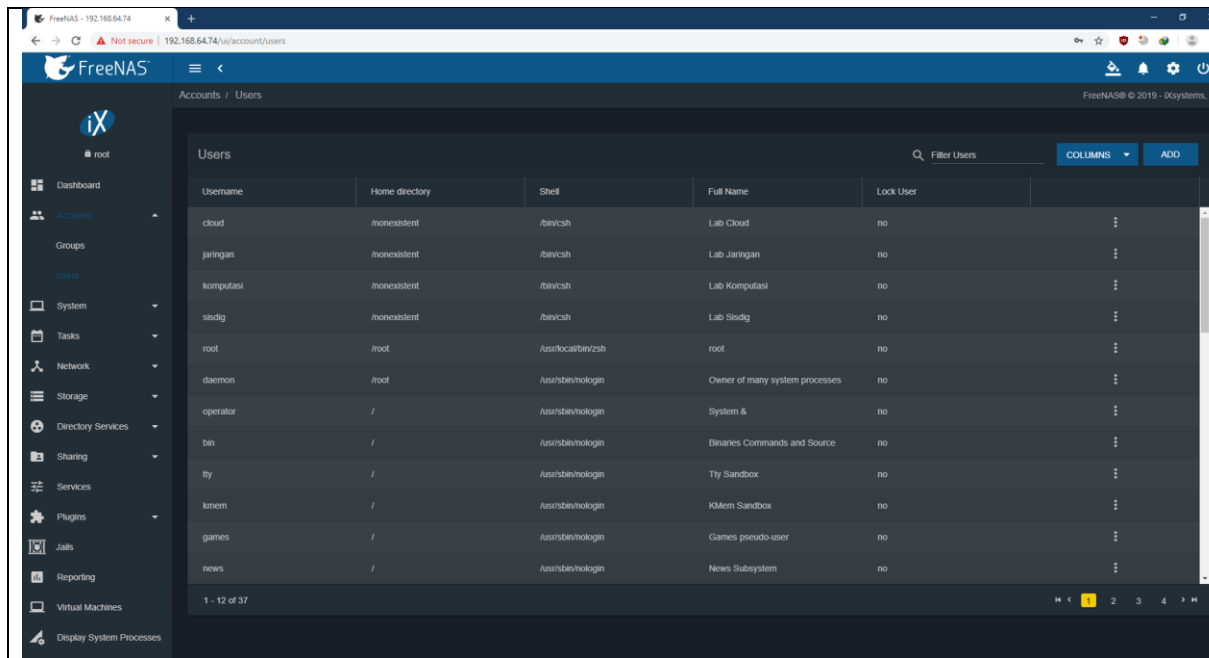 FreeNAS - 192.168.64.74 × +
Not secure | 192.168.64.74/ui/account/users
FreeNAS
Accounts / Users FreeNAS® © 2019 - iXsystems,
iX
root
Users Filter Users COLUMNS ADD
Username Home directory Shell Full Name Lock User
cloud /nonexistent /bin/csh Lab Cloud no
jaringan /nonexistent /bin/csh Lab Jaringan no
komputasi /nonexistent /bin/csh Lab Komputasi no
sisdig /nonexistent /bin/csh Lab Sisdig no
root /root /usr/local/bin/zsh root no
daemon /root /usr/sbin/nologin Owner of many system processes no
operator / /usr/sbin/nologin System & no
bin / /usr/sbin/nologin Binaries Commands and Source no
tty / /usr/sbin/nologin Tty Sandbox no
kmem / /usr/sbin/nologin KMem Sandbox no
games / /usr/sbin/nologin Games pseudo-user no
news / /usr/sbin/nologin News Subsystem no
1 - 12 of 37 1 2 3 4
Dashboard
Accounts
Groups
Users
System
Tasks
Network
Storage
Directory Services
Sharing
Services
Plugins
Jails
Reporting
Virtual Machines
Display System Processes